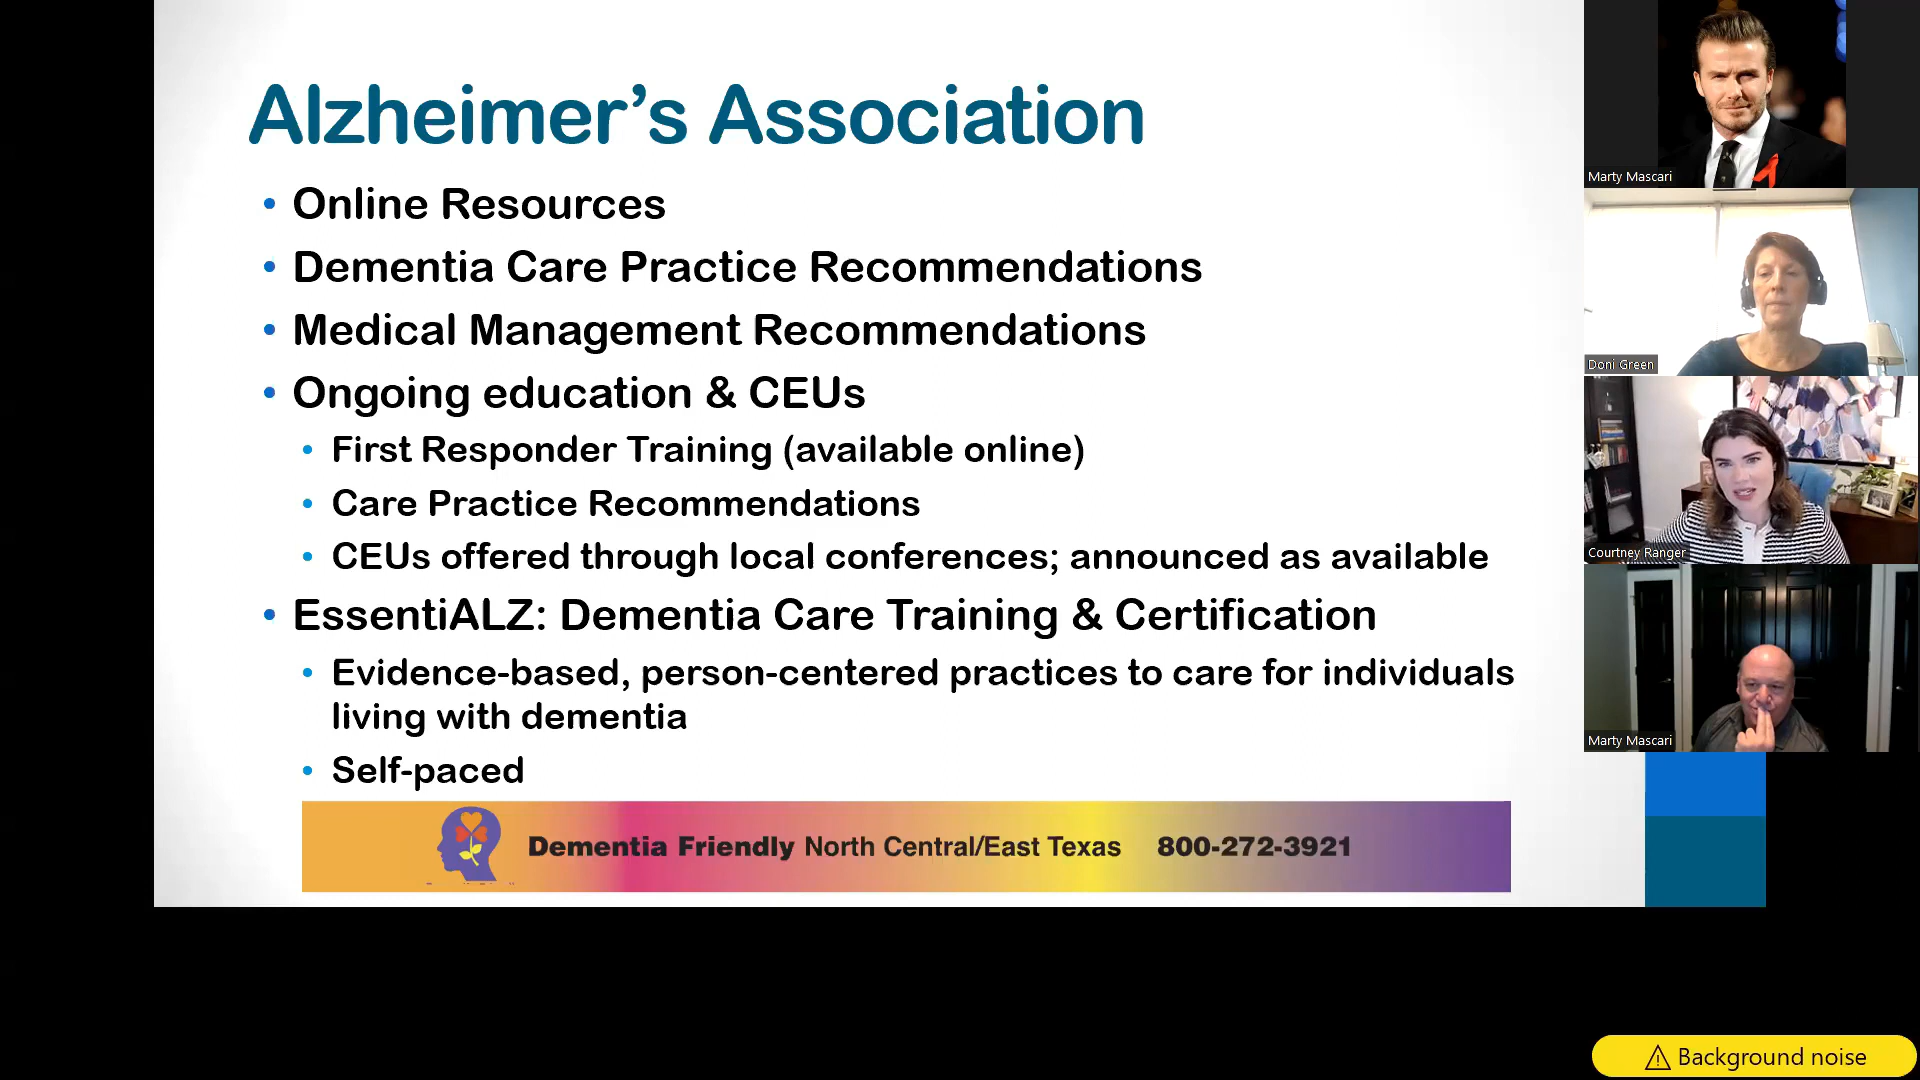 Alzheimer’s Association
• Online Resources
• Dementia Care Practice Recommendations
• Medical Management Recommendations
• Ongoing education & CEUs
• First Responder Training (available online)
• Care Practice Recommendations
• CEUs offered through local conferences; announced as available
• EssentiALZ: Dementia Care Training & Certification
• Evidence-based, person-centered practices to care for individuals
living with dementia
• Self-paced
Dementia Friendly North Central/East Texas 800-272-3921
Marty Mascari
Doni Green
Courtney Ranger
Marty Mascari
Background noise